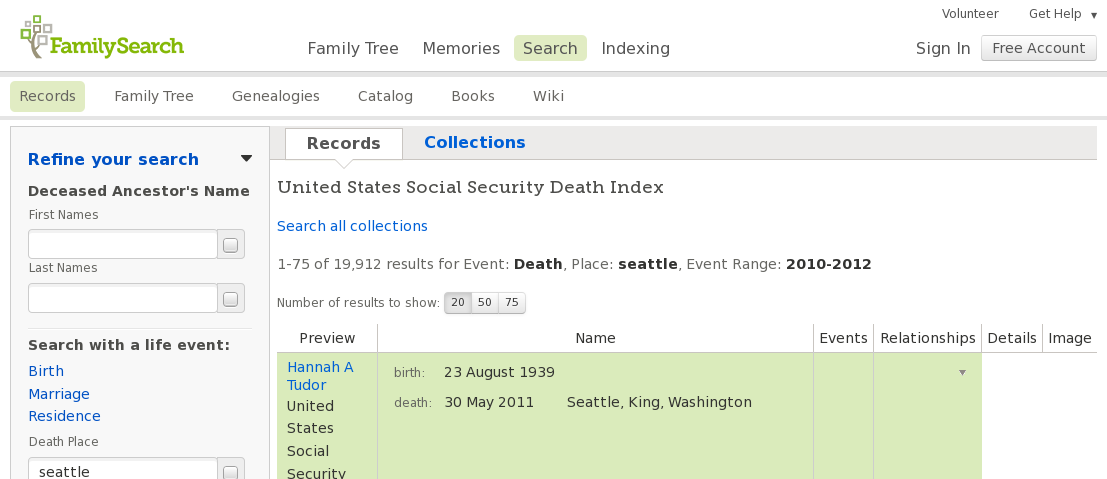 Volunteer Get Help ▾
FamilySearch
Family Tree Memories Search Indexing Sign In Free Account
Records Family Tree Genealogies Catalog Books Wiki
Refine your search
Deceased Ancestor's Name
First Names
Last Names
Search with a life event:
Birth
Marriage
Residence
Death Place
seattle
Records Collections
United States Social Security Death Index
Search all collections
1-75 of 19,912 results for Event: Death, Place: seattle, Event Range: 2010-2012
Number of results to show: 20 50 75
Preview Name Events Relationships Details Image
Hannah A
Tudor
United
States
Social
Security
birth: 23 August 1939
death: 30 May 2011 Seattle, King, Washington